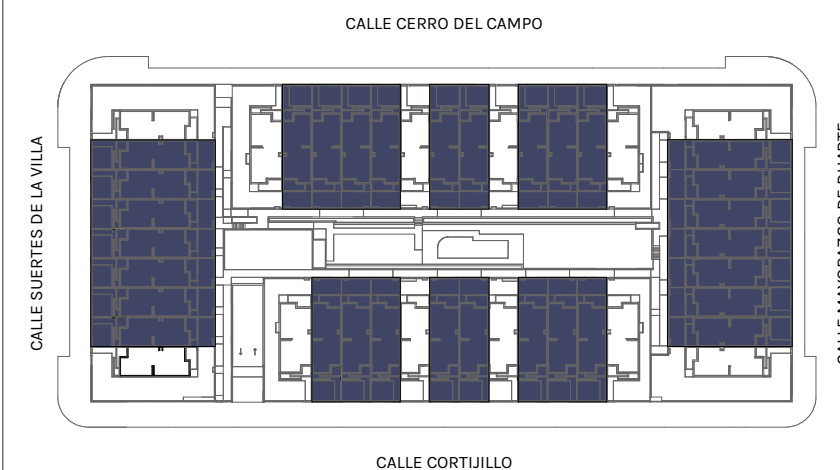 CALLE CERRO DEL CAMPO
CALLE SUERTES DE LA VILLA
CALLE CORTIJILLO